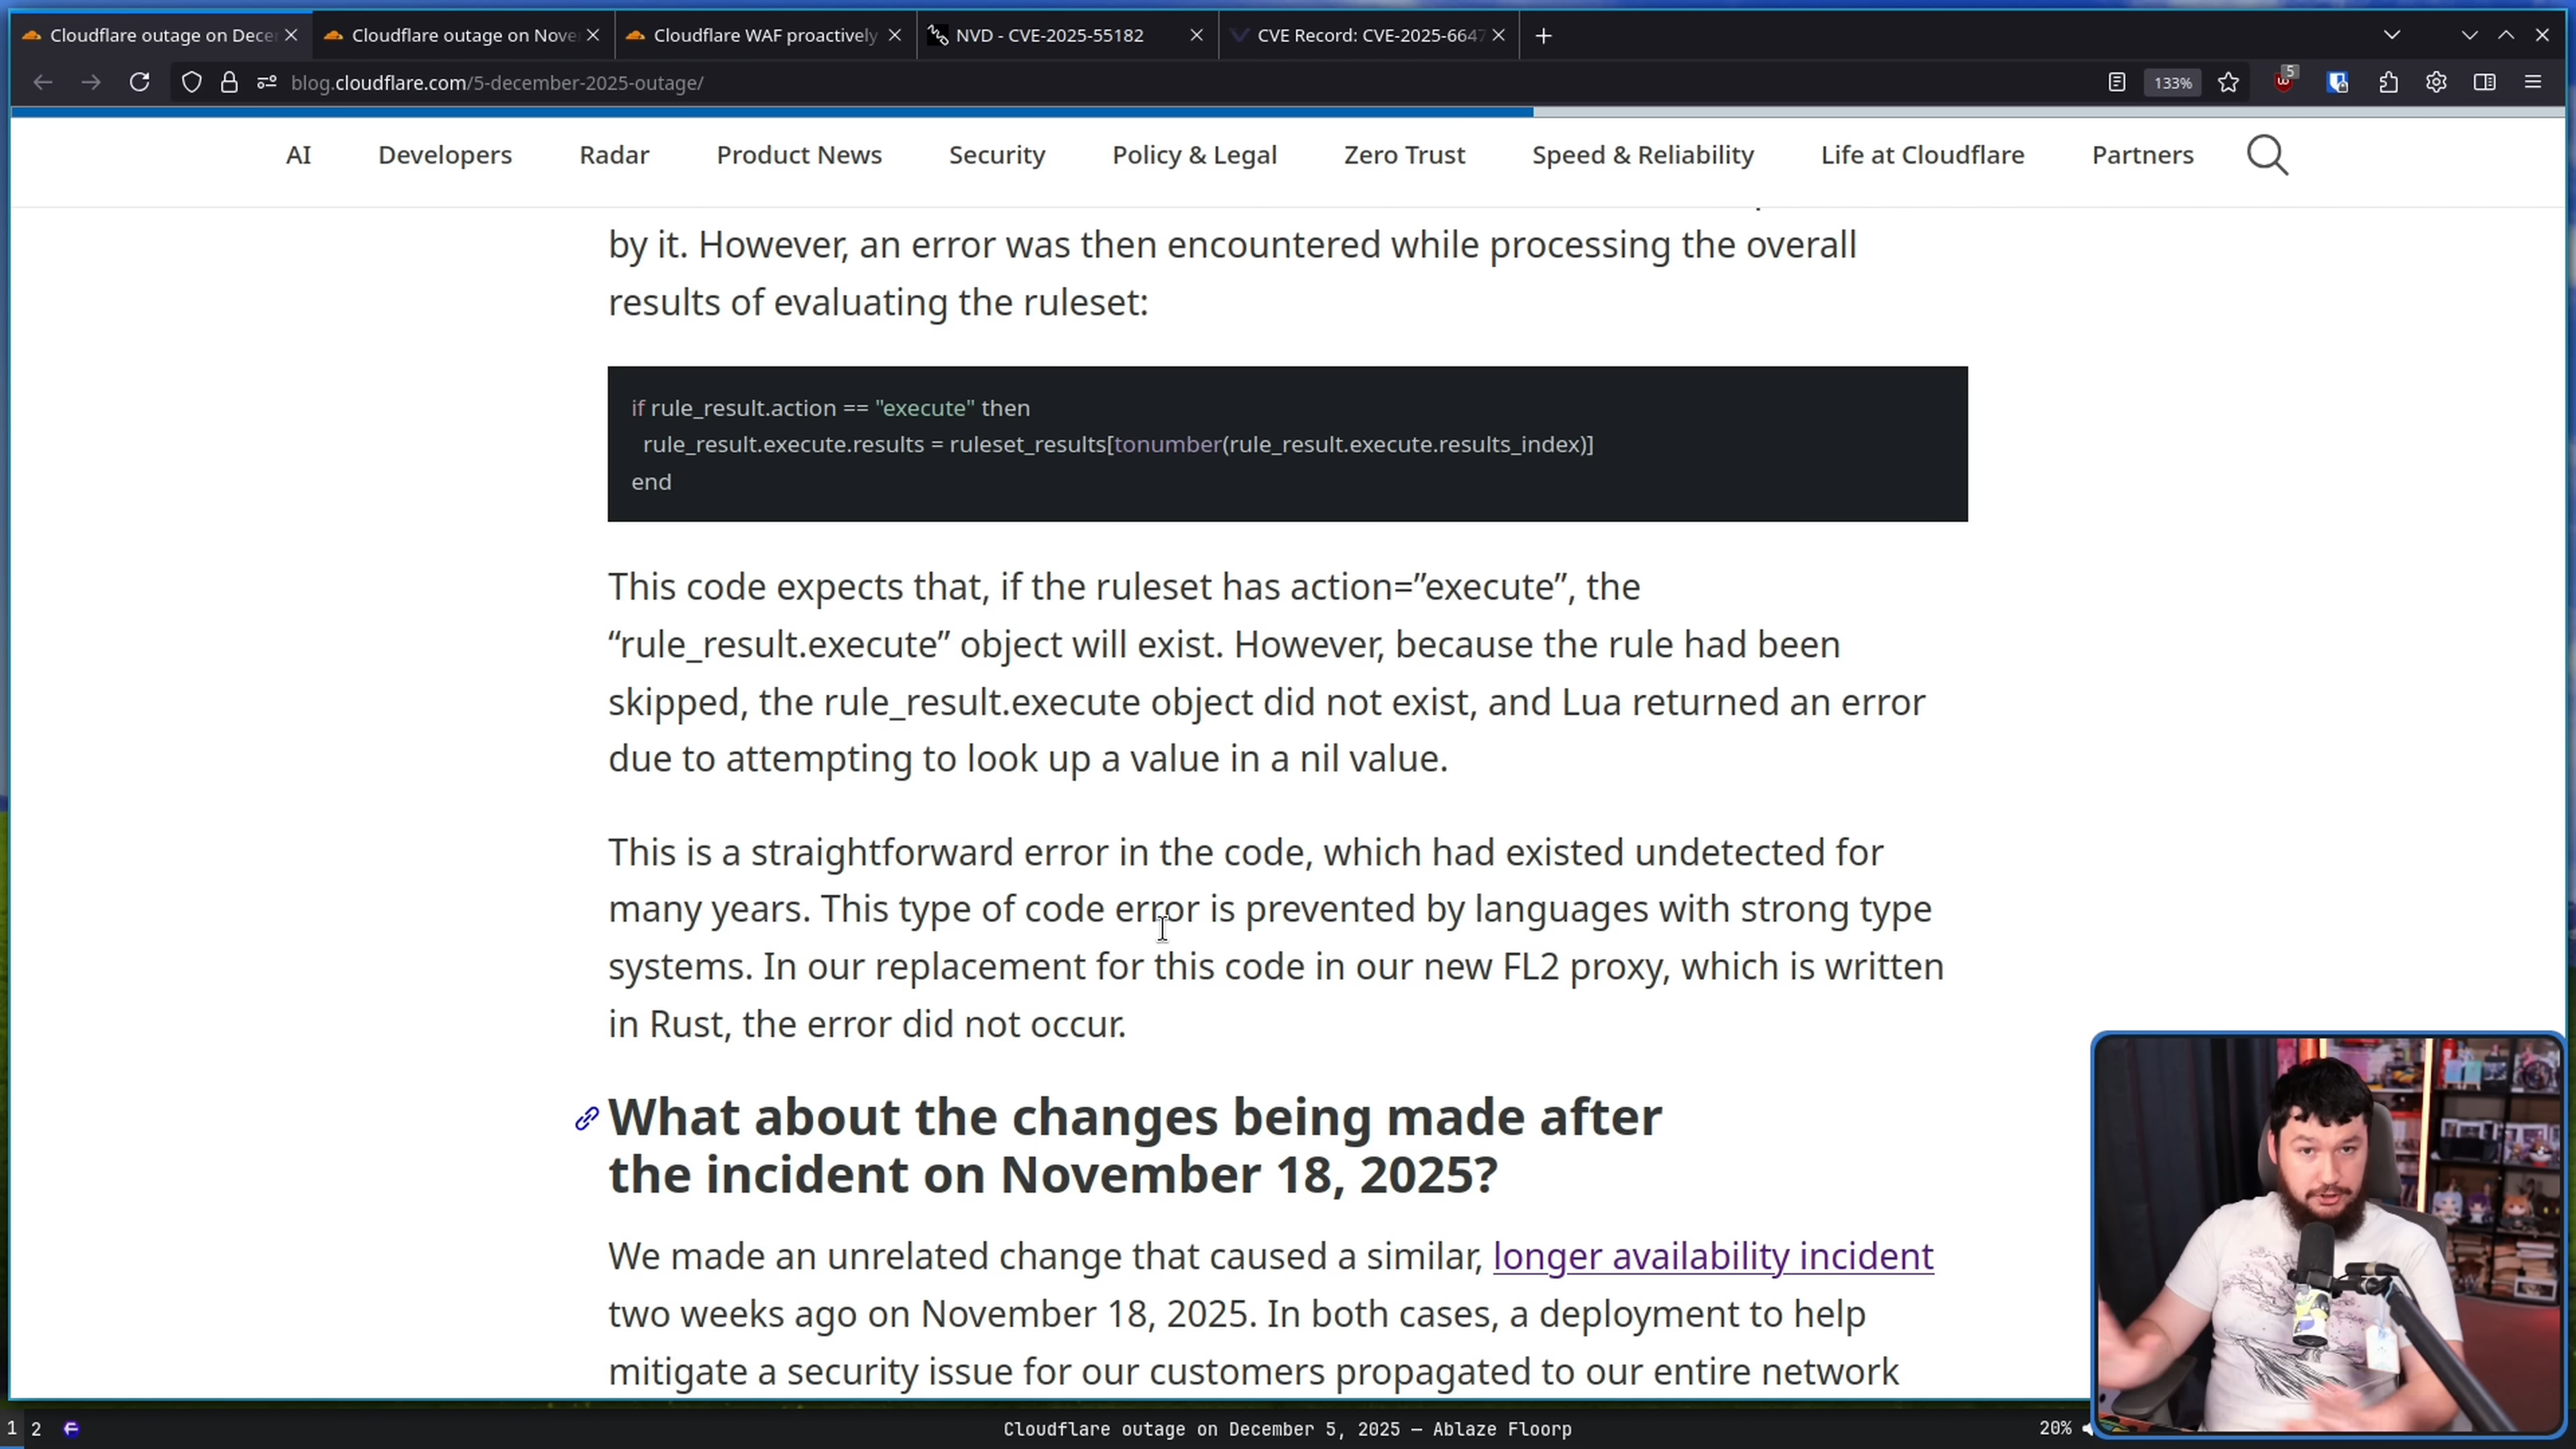 Cloudflare outage on Dece
Cloudflare outage on Nove
Cloudflare WAF proactively
NVD - CVE-2025-55182
CVE Record: CVE-2025-6647
blog.cloudflare.com/5-december-2025-outage/
133%
5
AI
Developers
Radar
Product News
Security
Policy & Legal
Zero Trust
Speed & Reliability
Life at Cloudflare
Partners
by it. However, an error was then encountered while processing the overall
results of evaluating the ruleset:
if rule_result.action == "execute" then
rule_result.execute.results = ruleset_results[tonumber(rule_result.execute.results_index)]
end
This code expects that, if the ruleset has action=”execute”, the
“rule_result.execute” object will exist. However, because the rule had been
skipped, the rule_result.execute object did not exist, and Lua returned an error
due to attempting to look up a value in a nil value.
This is a straightforward error in the code, which had existed undetected for
many years. This type of code error is prevented by languages with strong type
systems. In our replacement for this code in our new FL2 proxy, which is written
in Rust, the error did not occur.
What about the changes being made after
the incident on November 18, 2025?
We made an unrelated change that caused a similar, longer availability incident
two weeks ago on November 18, 2025. In both cases, a deployment to help
mitigate a security issue for our customers propagated to our entire network
1 2
Cloudflare outage on December 5, 2025 — Ablaze Floorp
20%